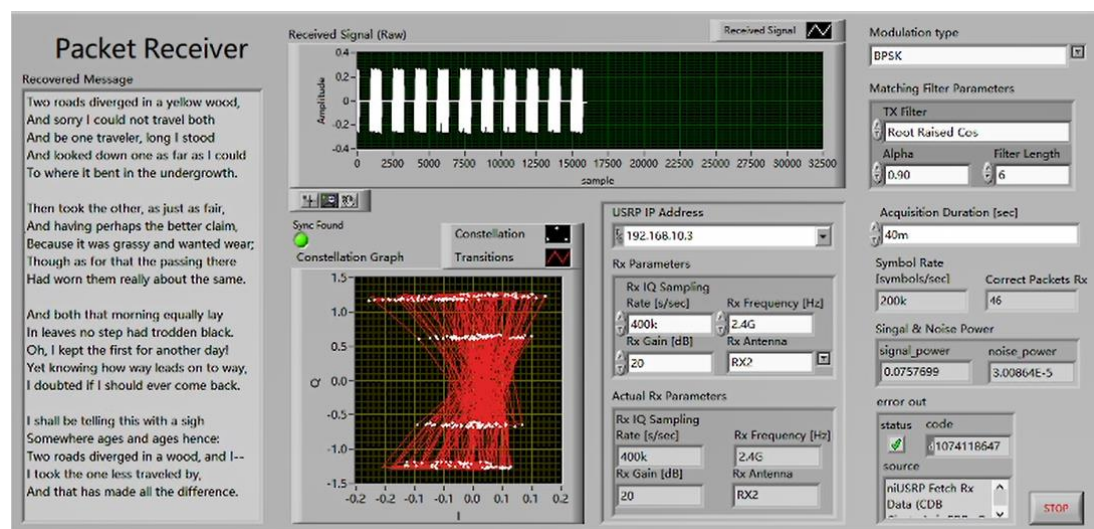 Packet Receiver
Recovered Message
Two roads diverged in a yellow wood,
And sorry I could not travel both
And be one traveler, long I stood
And looked down one as far as I could
To where it bent in the undergrowth.
Then took the other, as just as fair,
And having perhaps the better claim,
Because it was grassy and wanted wear;
Though as for that the passing there
Had worn them really about the same.
And both that morning equally lay
In leaves no step had trodden black.
Oh, I kept the first for another day!
Yet knowing how way leads on to way,
I doubted if I should ever come back.
I shall be telling this with a sigh
Somewhere ages and ages hence:
Two roads diverged in a wood, and I--
I took the one less traveled by,
And that has made all the difference.
Received Signal (Raw)
Received Signal
Amplitude
0.4
0.2
0
-0.2
-0.4
0 2500 5000 7500 10000 12500 15000 17500 20000 22500 25000 27500 30000 32500
sample
Sync Found
Constellation
Constellation Graph
Transitions
Q
1.5
1.0
0.5
0.0
-0.5
-1.0
-1.5
-0.2 -0.2 -0.1 -0.1 0.0 0.1 0.1 0.2 0.2
I
USRP IP Address
192.168.10.3
Rx Parameters
Rx IQ Sampling
Rate [s/sec] Rx Frequency [Hz]
400k 2.4G
Rx Gain [dB] Rx Antenna
20 RX2
Actual Rx Parameters
Rx IQ Sampling
Rate [s/sec] Rx Frequency [Hz]
400k 2.4G
Rx Gain [dB] Rx Antenna
20 RX2
Modulation type
BPSK
Matching Filter Parameters
TX Filter
Root Raised Cos
Alpha Filter Length
0.90 6
Acquisition Duration [sec]
40m
Symbol Rate
[symbols/sec] Correct Packets Rx
200k 46
Singal & Noise Power
signal_power noise_power
0.0757699 3.00864E-5
error out
status code
d 1074118647
source
niUSRP Fetch Rx
Data (CDB
STOP